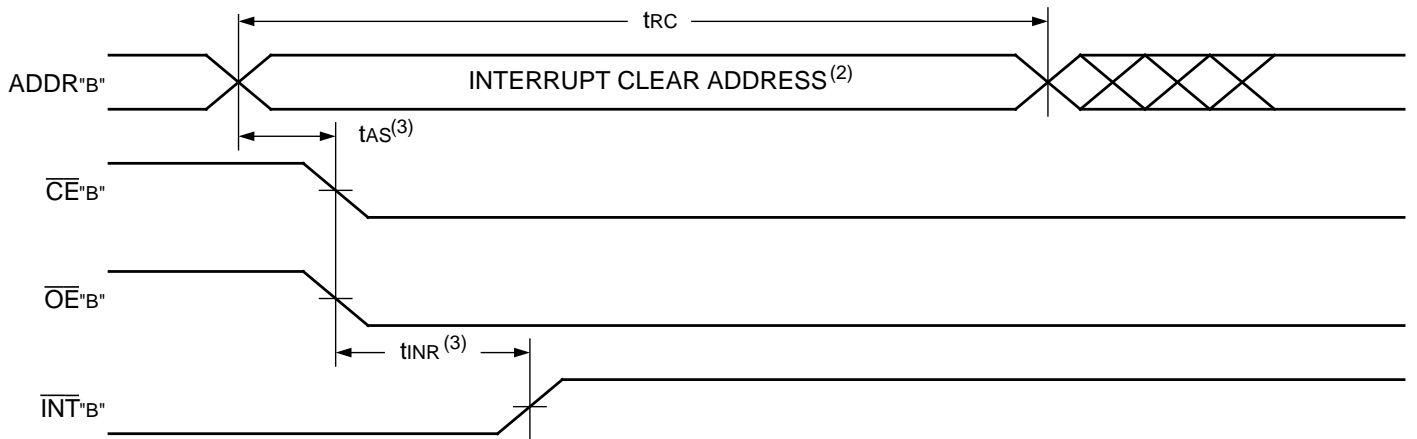 tRC
ADDR"B"
INTERRUPT CLEAR ADDRESS(2)
tAS(3)
CE"B"
OE"B"
tINR(3)
INT"B"